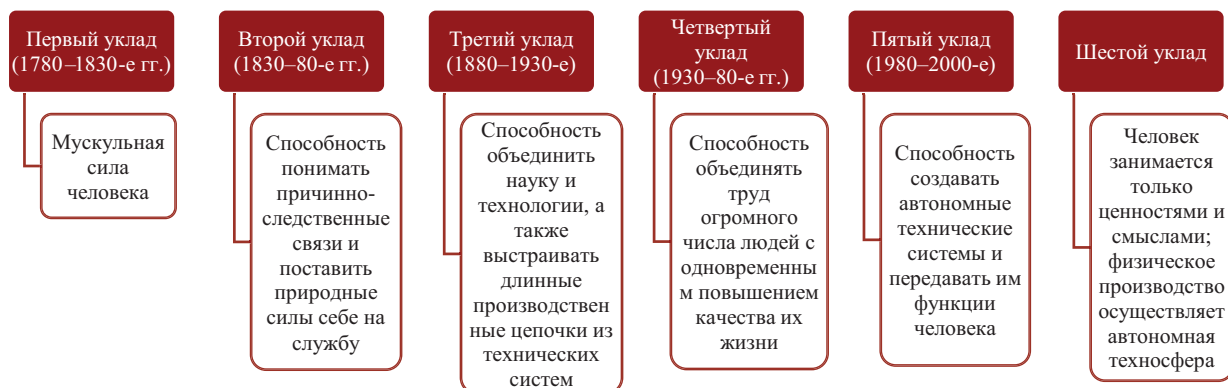 Первый уклад
(1780–1830-е гг.)
Мускульная
сила
человека
Второй уклад
(1830–80-е гг.)
Способность
понимать
причинно-
следственные
связи и
поставить
природные
силы себе на
службу
Третий уклад
(1880–1930-е)
Способность
объединить
науку и
технологии, а
также
выстраивать
длинные
производствен
ные цепочки из
технических
систем
Четвертый
уклад
(1930–80-е гг.)
Способность
объединять
труд
огромного
числа людей с
одновременны
м повышением
качества их
жизни
Пятый уклад
(1980–2000-е)
Способность
создавать
автономные
технические
системы и
передавать им
функции
человека
Шестой уклад
Человек
занимается
только
ценностями и
смыслами;
физическое
производство
осуществляет
автономная
техносфера